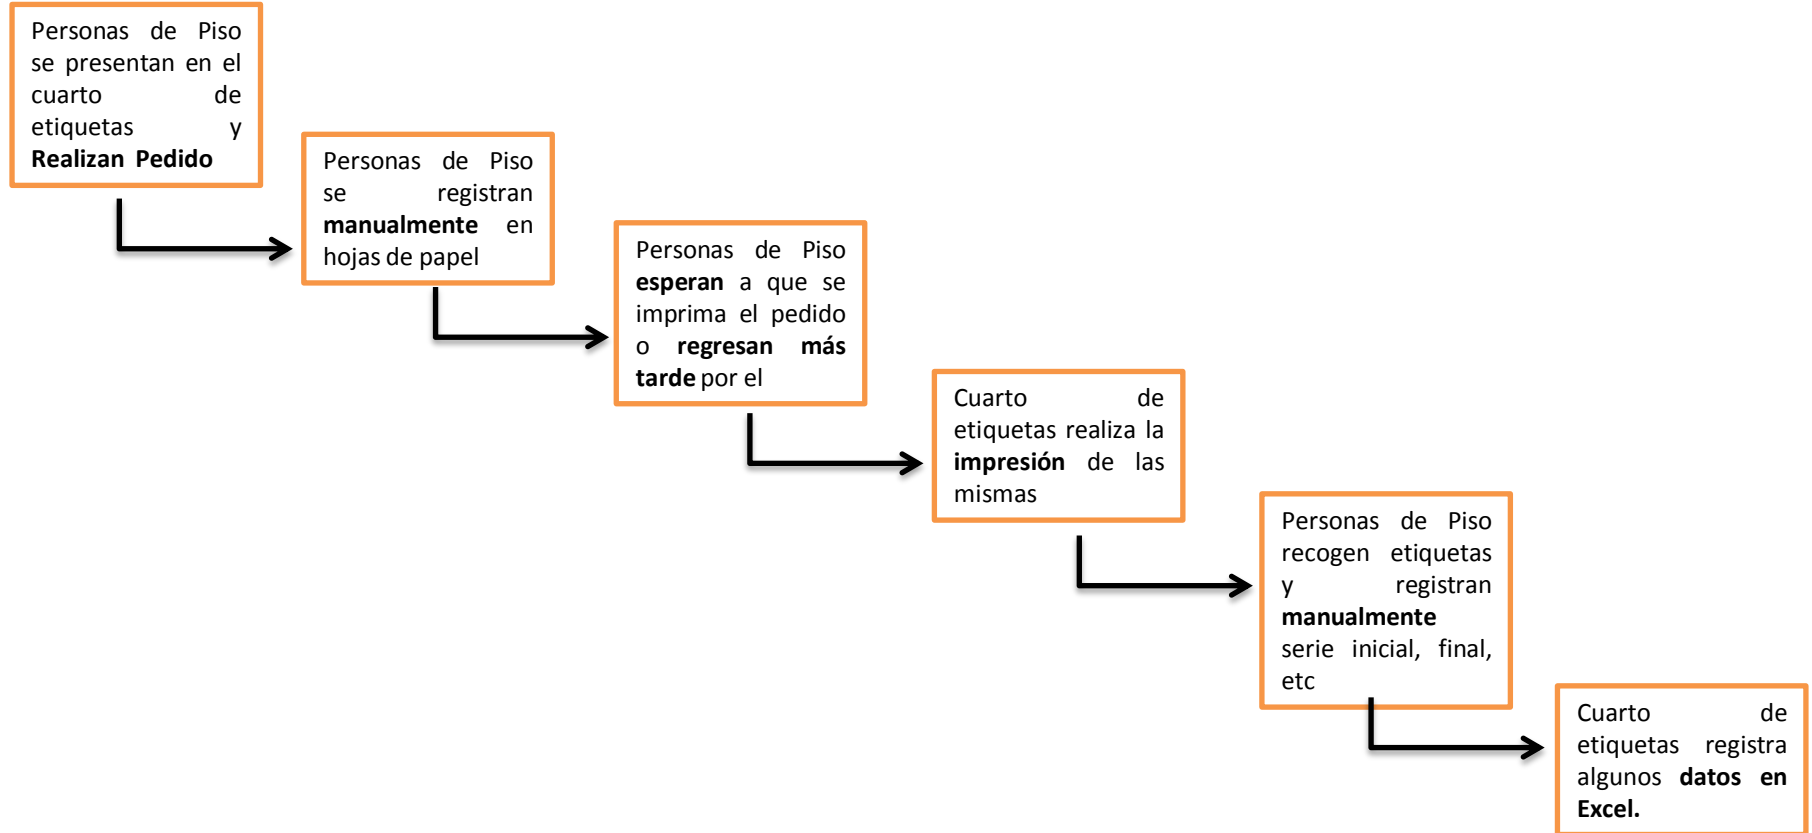 Personas de Piso
se presentan en el
cuarto de
etiquetas y
Realizan Pedido
Personas de Piso
se registran
manualmente en
hojas de papel
Personas de Piso
esperan a que se
imprima el pedido
o regresan más
tarde por el
Cuarto de
etiquetas realiza la
impresión de las
mismas
Personas de Piso
recogen etiquetas
y registran
manualmente
serie inicial, final,
etc
Cuarto de
etiquetas registra
algunos datos en
Excel.